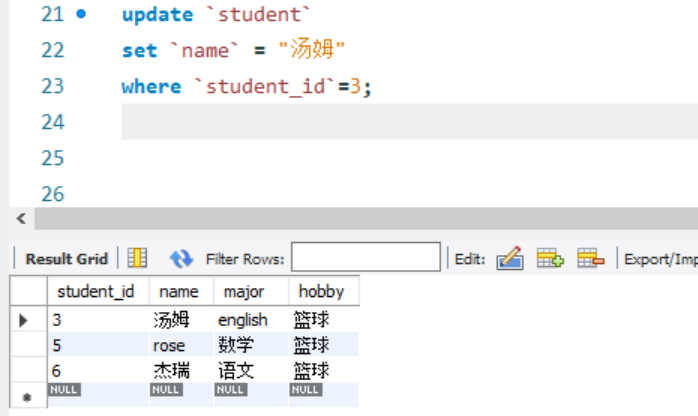 21 update `student`
22 set `name` = "汤姆"
23 where `student_id`=3;
24
25
26
Result Grid Filter Rows: Edit: Export/Imp
student_id name major hobby
3 汤姆 english 篮球
5 rose 数学 篮球
6 杰瑞 语文 篮球
NULL NULL NULL NULL